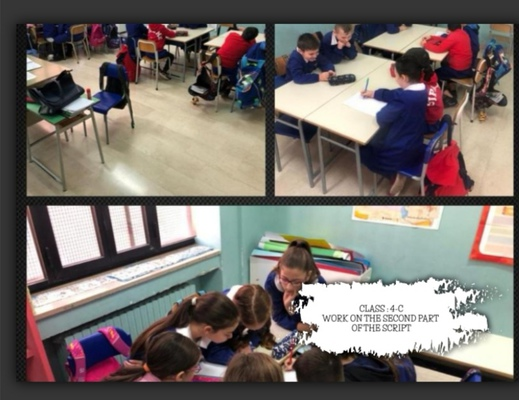 CLASS : 4-C
WORK ON THE SECOND PART
OF THE SCRIPT